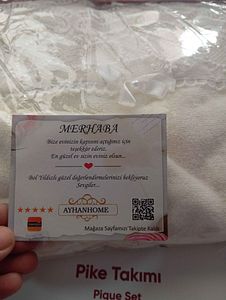 MERHABA
Bize evinizin kapısını açtığınız için
teşekkür ederiz.
En güzel ev sizin eviniz olsun...
Bol Yıldızlı güzel değerlendirmelerinizi bekliyoruz
Sevgiler...
AYHANHOME
Mağaza Sayfamızı Takipte Kalın
Pike Takımı
Pique Set